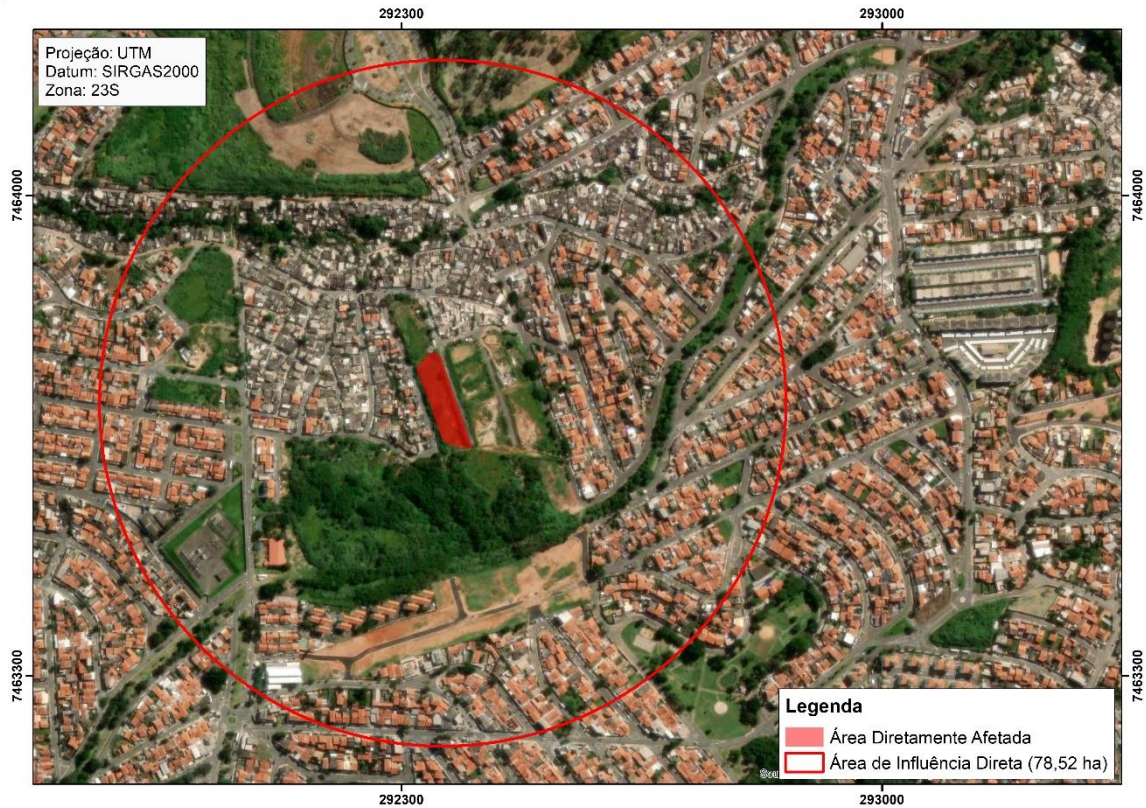 292300
293000
Projeção: UTM
Datum: SIRGAS2000
Zona: 23S
7464000
7464000
7463300
7463300
Legenda
Área Diretamente Afetada
Área de Influência Direta (78,52 ha)
292300
293000